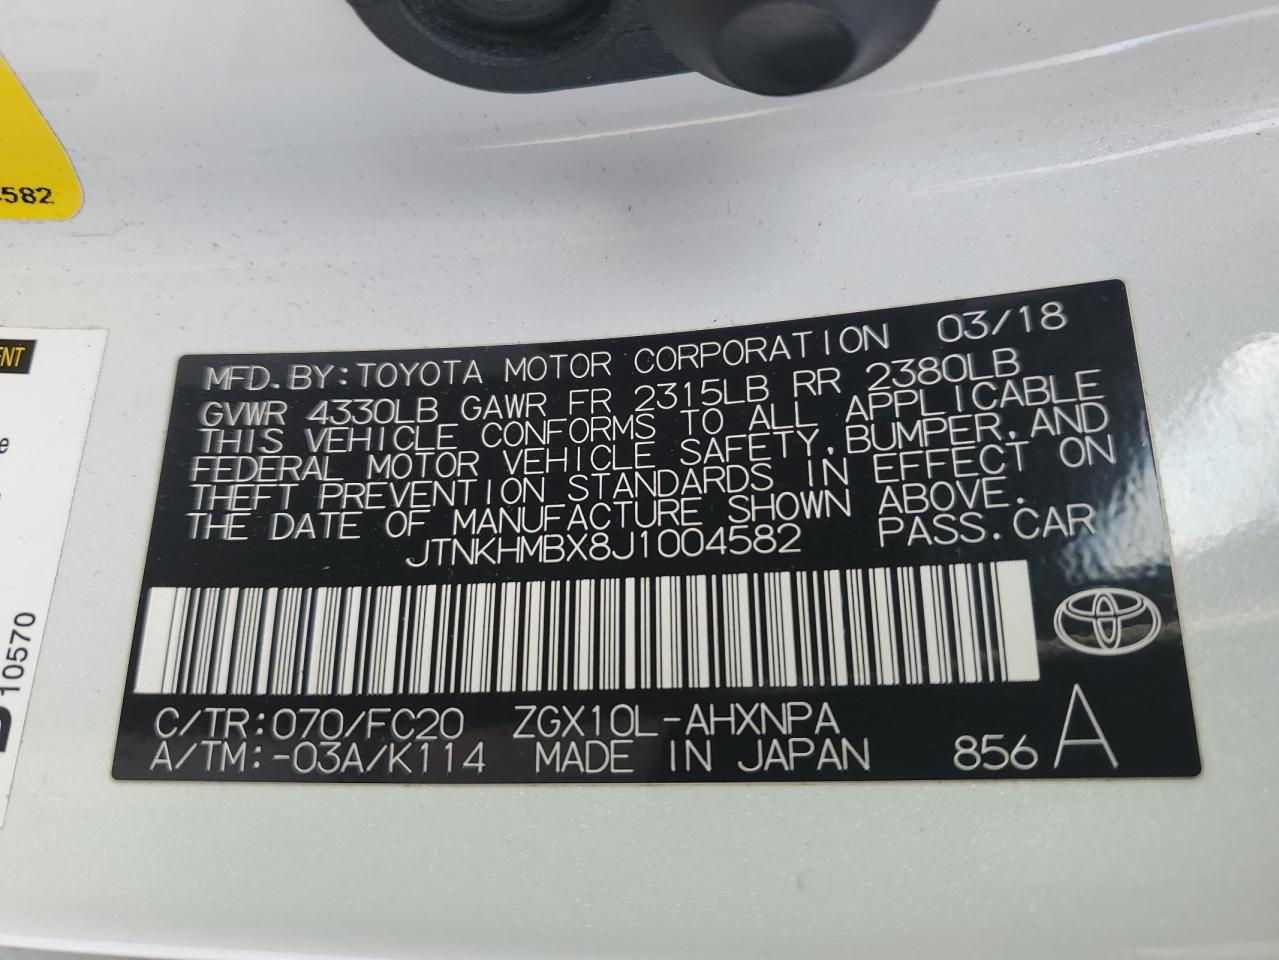 582
ENT
e
10570
MFD. BY: TOYOTA MOTOR CORPORATION 03/18
GVWR 4330LB GAWR FR 2315LB RR 2380LB
THIS VEHICLE CONFORMS TO ALL APPLICABLE
FEDERAL MOTOR VEHICLE SAFETY, BUMPER, AND
THEFT PREVENTION STANDARDS IN EFFECT ON
THE DATE OF MANUFACTURE SHOWN ABOVE.
JTNKHMBX8J1004582 PASS. CAR
C/TR: 070/FC20 ZGX10L-AHXNPA
A/TM: -03A/K114 MADE IN JAPAN 856 A